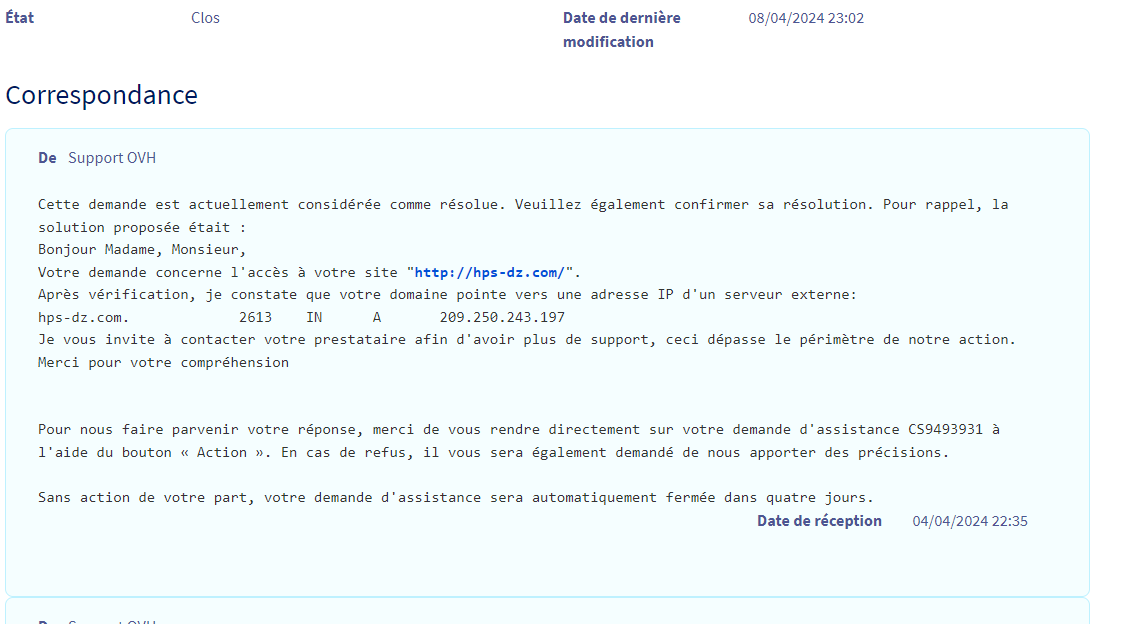 État Clos Date de dernière modification 08/04/2024 23:02
Correspondance
De Support OVH
Cette demande est actuellement considérée comme résolue. Veuillez également confirmer sa résolution. Pour rappel, la
solution proposée était :
Bonjour Madame, Monsieur,
Votre demande concerne l'accès à votre site "http://hps-dz.com/".
Après vérification, je constate que votre domaine pointe vers une adresse IP d'un serveur externe:
hps-dz.com. 2613 IN A 209.250.243.197
Je vous invite à contacter votre prestataire afin d'avoir plus de support, ceci dépasse le périmètre de notre action.
Merci pour votre compréhension
Pour nous faire parvenir votre réponse, merci de vous rendre directement sur votre demande d'assistance CS9493931 à
l'aide du bouton « Action ». En cas de refus, il vous sera également demandé de nous apporter des précisions.
Sans action de votre part, votre demande d'assistance sera automatiquement fermée dans quatre jours.
Date de réception 04/04/2024 22:35
De Support OVH